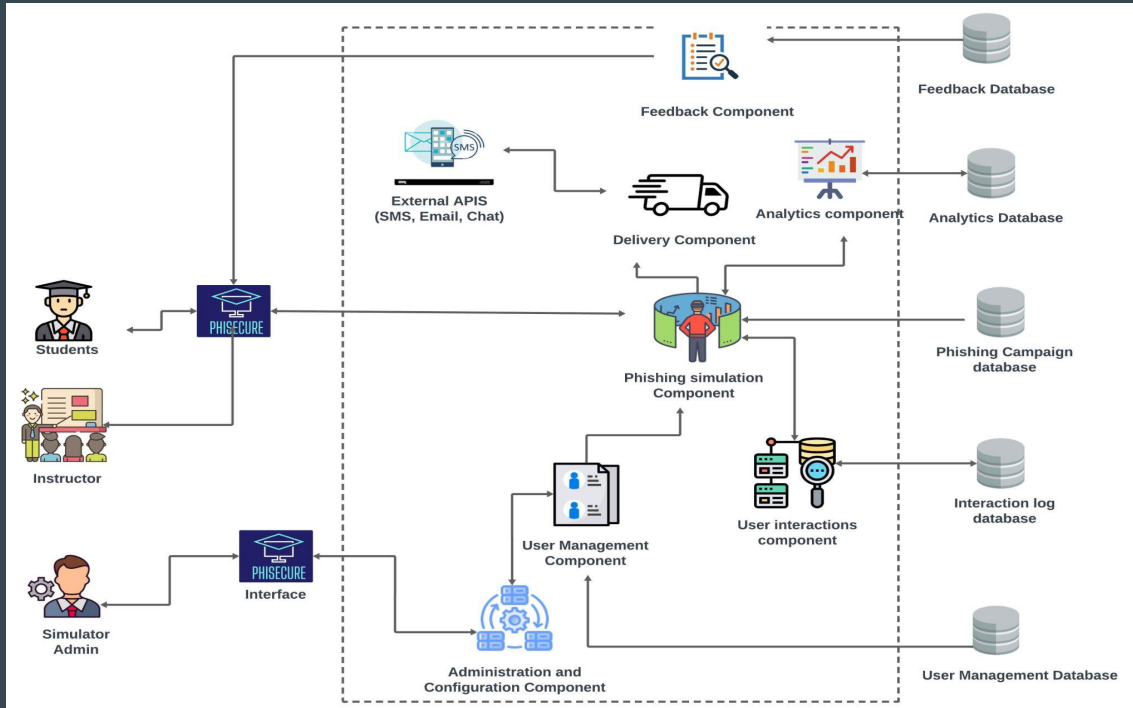 Feedback Component
Feedback Database
SMS
External APIS
(SMS, Email, Chat)
Delivery Component
Analytics component
Analytics Database
Students
PHISECURE
Phishing simulation
Component
Phishing Campaign
database
Instructor
User Management
Component
User interactions
component
Interaction log
database
Simulator
Admin
PHISECURE
Interface
Administration and
Configuration Component
User Management Database